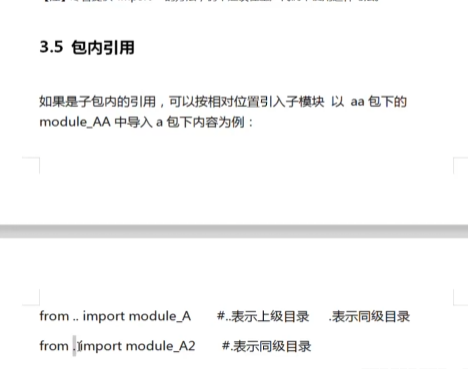 3.5 包内引用
如果是子包内的引用，可以按相对位置引入子模块 以 aa 包下的
module_AA 中导入 a 包下内容为例：
from .. import module_A #..表示上级目录 .表示同级目录
from . import module_A2 #.表示同级目录